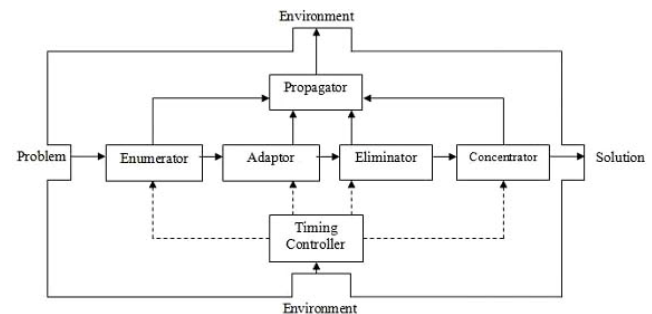 Environment
Propagator
Problem
Enumerator
Adaptor
Eliminator
Concentrator
Solution
Timing
Controller
Environment